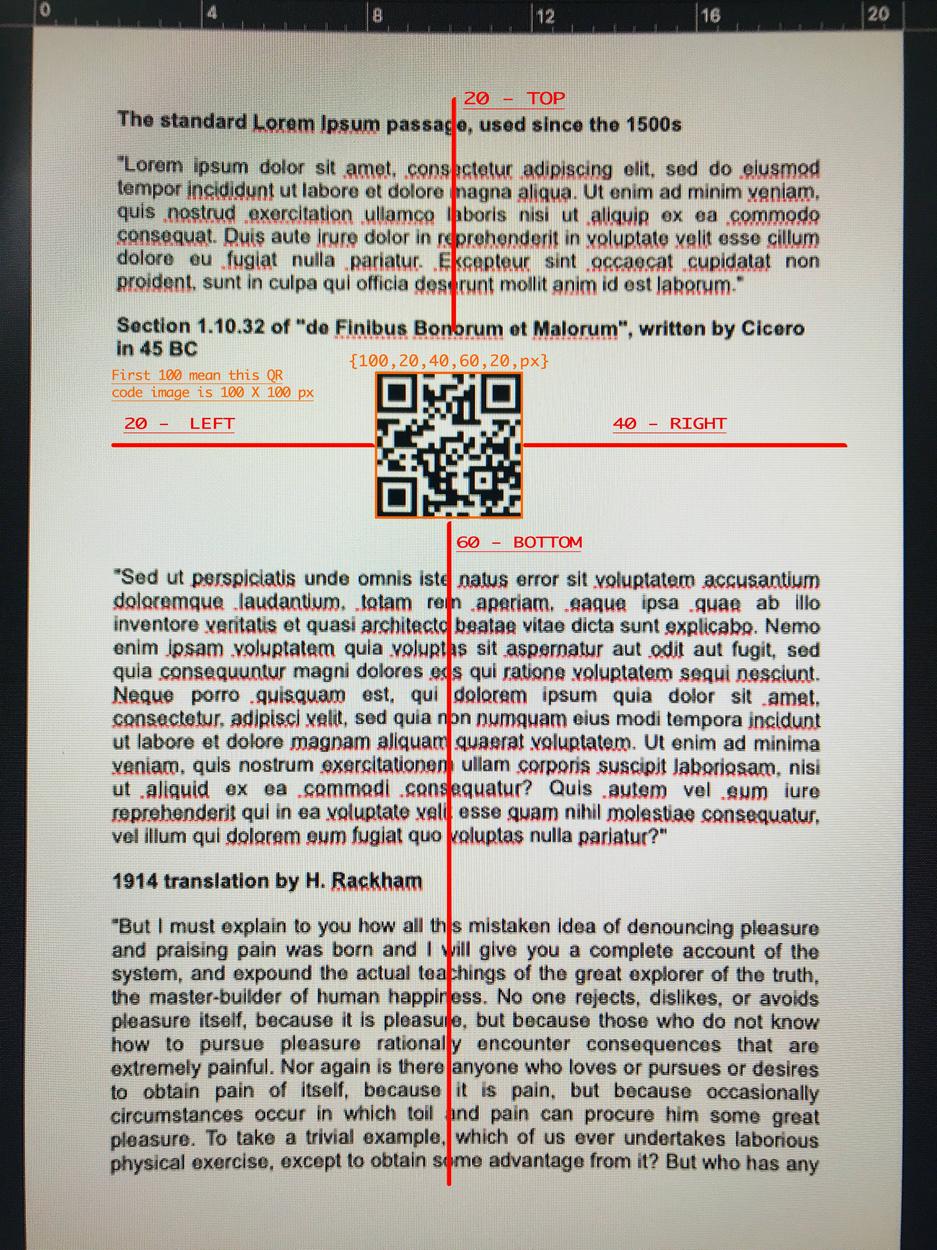 0 4 8 12 16 20
20 - TOP
The standard Lorem Ipsum passage, used since the 1500s
"Lorem ipsum dolor sit amet, consectetur adipiscing elit, sed do eiusmod
tempor incididunt ut labore et dolore magna aliqua. Ut enim ad minim veniam,
quis nostrud exercitation ullamco laboris nisi ut aliquip ex ea commodo
consequat. Duis aute irure dolor in reprehenderit in voluptate velit esse cillum
dolore eu fugiat nulla pariatur. Excepteur sint occaecat cupidatat non
proident, sunt in culpa qui officia deserunt mollit anim id est laborum."
Section 1.10.32 of "de Finibus Bonorum et Malorum", written by Cicero
in 45 BC
{100,20,40,60,20,px}
First 100 mean this QR
code image is 100 X 100 px
20 - LEFT
40 - RIGHT
60 - BOTTOM
"Sed ut perspiciatis unde omnis iste natus error sit voluptatem accusantium
doloremque laudantium, totam rem aperiam, eaque ipsa quae ab illo
inventore veritatis et quasi architecto beatae vitae dicta sunt explicabo. Nemo
enim ipsam voluptatem quia voluptas sit aspernatur aut odit aut fugit, sed
quia consequuntur magni dolores eos qui ratione voluptatem sequi nesciunt.
Neque porro quisquam est, qui dolorem ipsum quia dolor sit amet,
consectetur, adipisci velit, sed quia non numquam eius modi tempora incidunt
ut labore et dolore magnam aliquam quaerat voluptatem. Ut enim ad minima
veniam, quis nostrum exercitationem ullam corporis suscipit laboriosam, nisi
ut aliquid ex ea commodi consequatur? Quis autem vel eum iure
reprehenderit qui in ea voluptate velit esse quam nihil molestiae consequatur,
vel illum qui dolorem eum fugiat quo voluptas nulla pariatur?"
1914 translation by H. Rackham
"But I must explain to you how all this mistaken idea of denouncing pleasure
and praising pain was born and I will give you a complete account of the
system, and expound the actual teachings of the great explorer of the truth,
the master-builder of human happiness. No one rejects, dislikes, or avoids
pleasure itself, because it is pleasure, but because those who do not know
how to pursue pleasure rationally encounter consequences that are
extremely painful. Nor again is there anyone who loves or pursues or desires
to obtain pain of itself, because it is pain, but because occasionally
circumstances occur in which toil and pain can procure him some great
pleasure. To take a trivial example, which of us ever undertakes laborious
physical exercise, except to obtain some advantage from it? But who has any